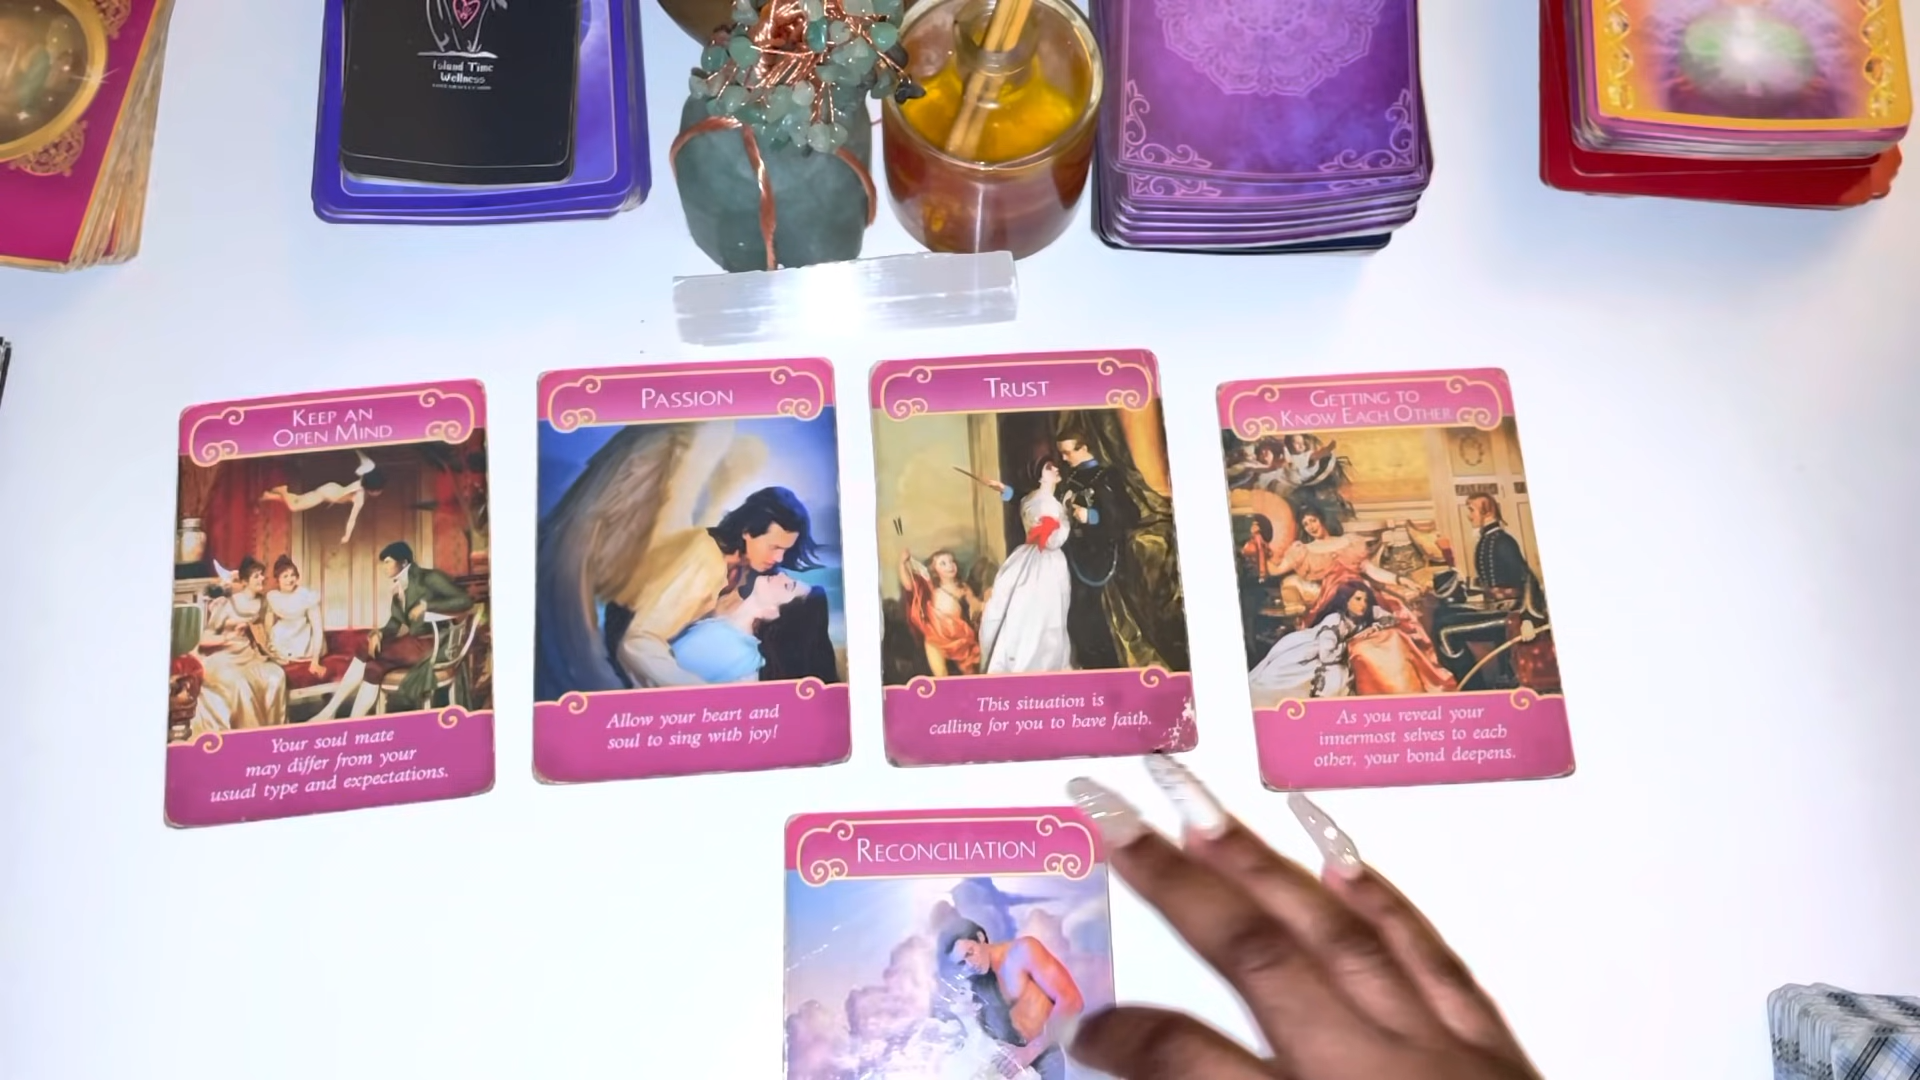 Island Time
Wellness
KEEP AN
OPEN MIND
Your soul mate
may differ from your
usual type and expectations.
PASSION
Allow your heart and
soul to sing with joy!
TRUST
This situation is
calling for you to have faith.
GETTING TO
KNOW EACH OTHER
As you reveal your
innermost selves to each
other, your bond deepens.
RECONCILIATION